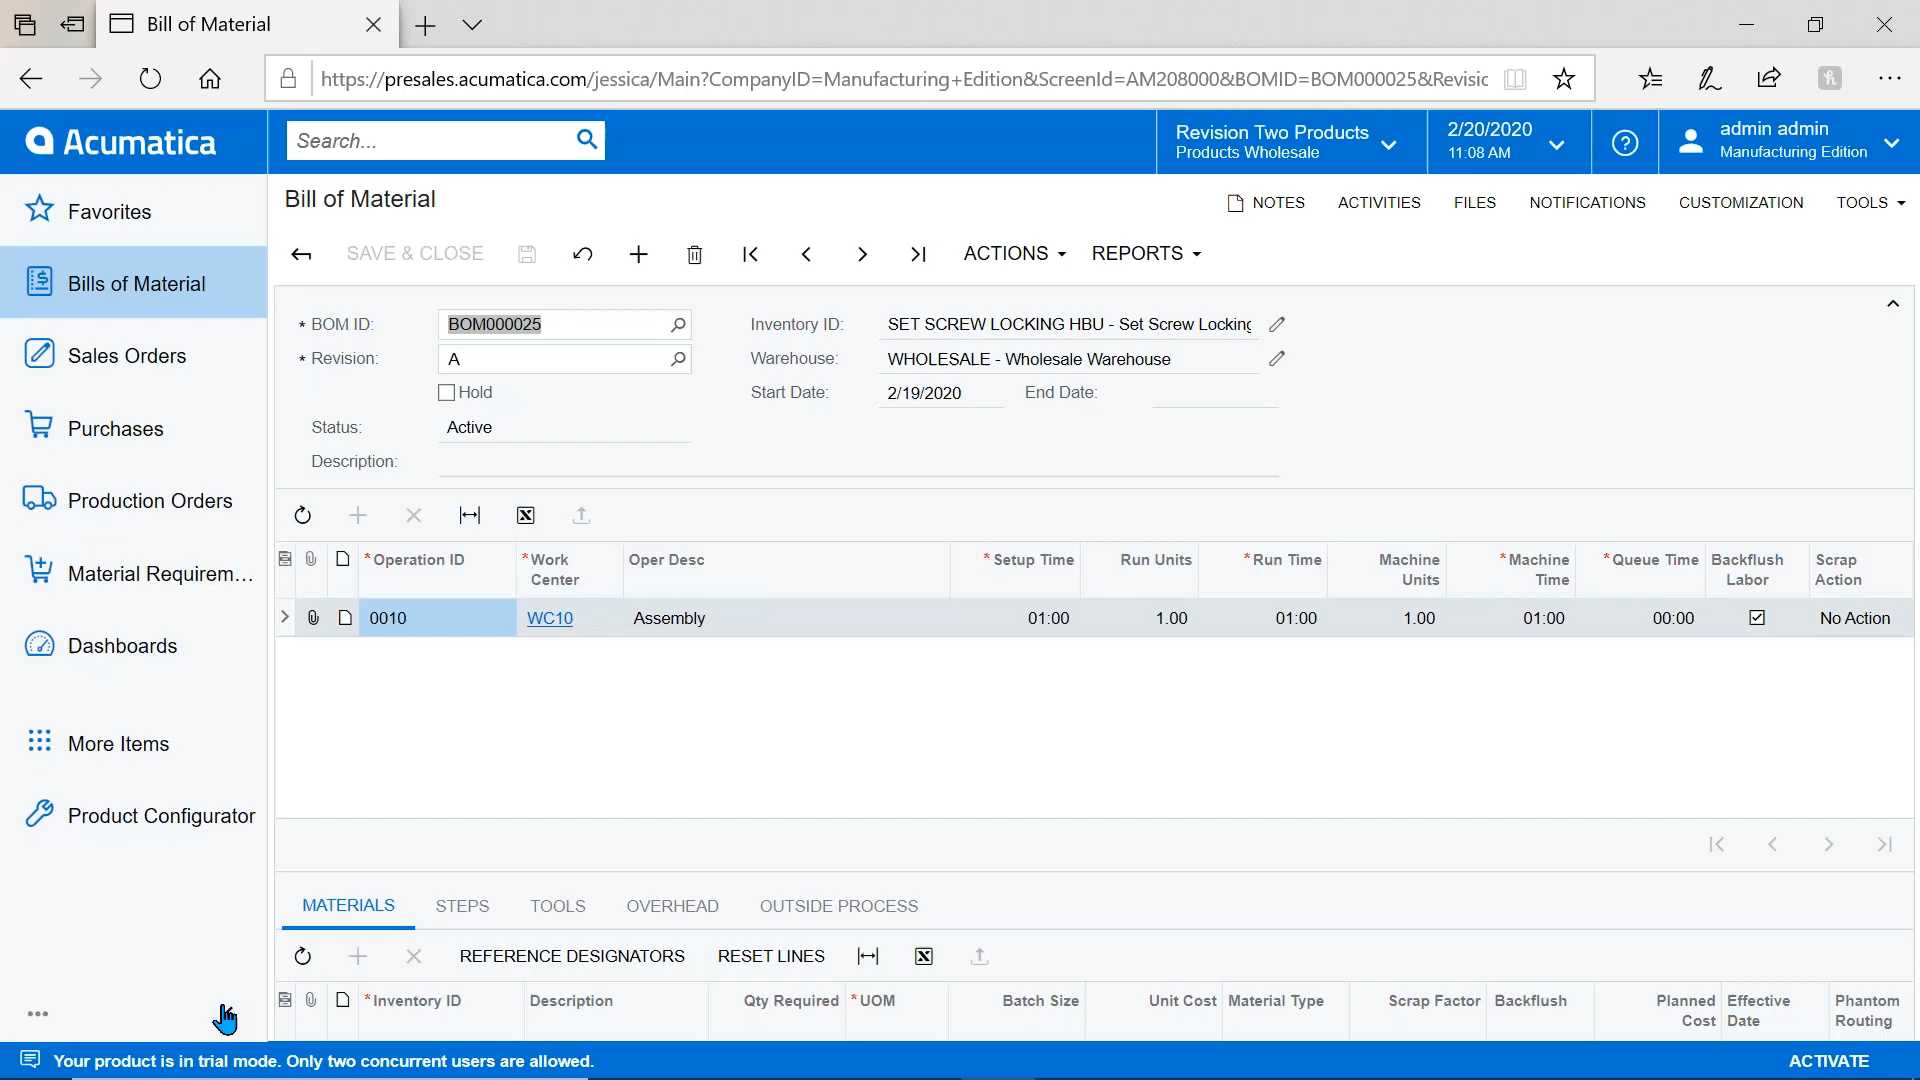 Bill of Material
https://presales.acumatica.com/jessica/Main?CompanyID=Manufacturing+Edition&ScreenId=AM208000&BOMID=BOM000025&Revisic
Acumatica
Search...
Revision Two Products
Products Wholesale
2/20/2020
11:08 AM
admin admin
Manufacturing Edition
Favorites
Bills of Material
Sales Orders
Purchases
Production Orders
Material Requirem...
Dashboards
More Items
Product Configurator
Bill of Material
NOTES ACTIVITIES FILES NOTIFICATIONS CUSTOMIZATION TOOLS
SAVE & CLOSE ACTIONS REPORTS
* BOM ID: BOM000025 Inventory ID: SET SCREW LOCKING HBU - Set Screw Locking
* Revision: A Warehouse: WHOLESALE - Wholesale Warehouse
Hold Start Date: 2/19/2020 End Date:
Status: Active
Description:
*Operation ID *Work Center Oper Desc *Setup Time Run Units *Run Time Machine Units *Machine Time *Queue Time Backflush Labor Scrap Action
0010 WC10 Assembly 01:00 1.00 01:00 1.00 01:00 00:00 No Action
MATERIALS STEPS TOOLS OVERHEAD OUTSIDE PROCESS
REFERENCE DESIGNATORS RESET LINES
*Inventory ID Description Qty Required *UOM Batch Size Unit Cost Material Type Scrap Factor Backflush Planned Cost Effective Date Phantom Routing
Your product is in trial mode. Only two concurrent users are allowed. ACTIVATE